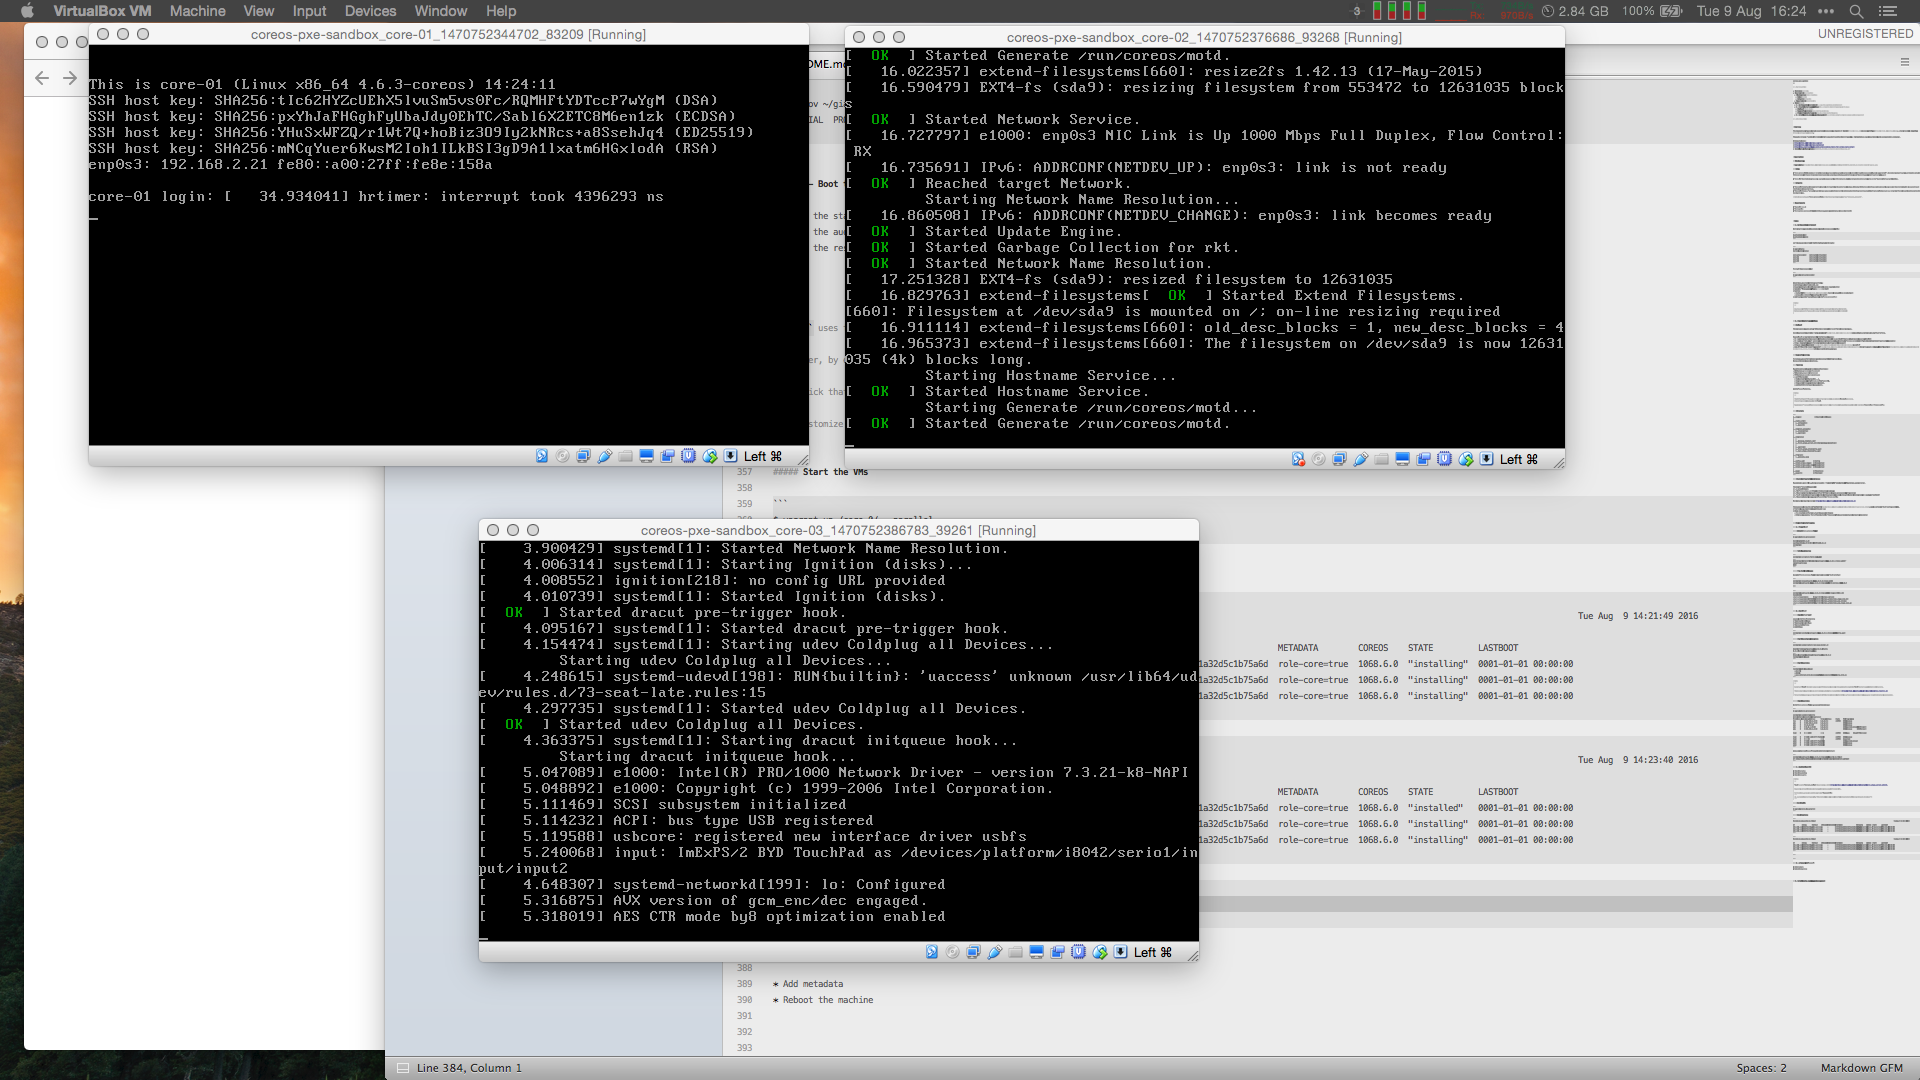 VirtualBox VM Machine View Input Devices Window Help
3 2.84 GB 100% Tue 9 Aug 16:24
UNREGISTERED
coreos-pxe-sandbox_core-01_1470752344702_83209 [Running]
This is core-01 (Linux x86_64 4.6.3-coreos) 14:24:11
SSH host key: SHA256:tIc62HYZcUEhX5lvuSm5vs0Fc/RQMHFtYDTccP7wYgM (DSA)
SSH host key: SHA256:pxYhJaFHGghFyUbaJdy0EhTC/Sabl6X2ETC8M6en1zk (ECDSA)
SSH host key: SHA256:YHuSxWFZQ/r1Wt7Q+hoBiz3O9Iy2kNRcs+a8SsehJq4 (ED25519)
SSH host key: SHA256:mNCqYuer6KwsM2Ioh1ILkBSI3gD9A1lxatm6HGxlodA (RSA)
enp0s3: 192.168.2.21 fe80::a00:27ff:fe8e:158a
core-01 login: [   34.934041] hrtimer: interrupt took 4396293 ns
Left ⌘
coreos-pxe-sandbox_core-02_1470752376686_93268 [Running]
[  OK  ] Started Generate /run/coreos/motd.
[   16.022357] extend-filesystems[660]: resize2fs 1.42.13 (17-May-2015)
[   16.590479] EXT4-fs (sda9): resizing filesystem from 553472 to 12631035 block
s
[  OK  ] Started Network Service.
[   16.727797] e1000: enp0s3 NIC Link is Up 1000 Mbps Full Duplex, Flow Control:
RX
[   16.735691] IPv6: ADDRCONF(NETDEV_UP): enp0s3: link is not ready
[  OK  ] Reached target Network.
Starting Network Name Resolution...
[   16.860508] IPv6: ADDRCONF(NETDEV_CHANGE): enp0s3: link becomes ready
[  OK  ] Started Update Engine.
[  OK  ] Started Garbage Collection for rkt.
[  OK  ] Started Network Name Resolution.
[   17.251328] EXT4-fs (sda9): resized filesystem to 12631035
[   16.829763] extend-filesystems[  OK  ] Started Extend Filesystems.
[660]: Filesystem at /dev/sda9 is mounted on /; on-line resizing required
[   16.911114] extend-filesystems[660]: old_desc_blocks = 1, new_desc_blocks = 4
[   16.965373] extend-filesystems[660]: The filesystem on /dev/sda9 is now 12631
035 (4k) blocks long.
Starting Hostname Service...
[  OK  ] Started Hostname Service.
Starting Generate /run/coreos/motd...
[  OK  ] Started Generate /run/coreos/motd.
Left ⌘
357 ##### Start the VMs
358
359 ```
coreos-pxe-sandbox_core-03_1470752386783_39261 [Running]
[    3.900429] systemd[1]: Started Network Name Resolution.
[    4.006314] systemd[1]: Starting Ignition (disks)...
[    4.008552] ignition[218]: no config URL provided
[    4.010739] systemd[1]: Started Ignition (disks).
[  OK  ] Started dracut pre-trigger hook.
[    4.095167] systemd[1]: Started dracut pre-trigger hook.
[    4.154474] systemd[1]: Starting udev Coldplug all Devices...
Starting udev Coldplug all Devices...
[    4.248615] systemd-udevd[198]: RUN{builtin}: 'uaccess' unknown /usr/lib64/ud
ev/rules.d/73-seat-late.rules:15
[    4.297735] systemd[1]: Started udev Coldplug all Devices.
[  OK  ] Started udev Coldplug all Devices.
[    4.363375] systemd[1]: Starting dracut initqueue hook...
Starting dracut initqueue hook...
[    5.047089] e1000: Intel(R) PRO/1000 Network Driver - version 7.3.21-k8-NAPI
[    5.048892] e1000: Copyright (c) 1999-2006 Intel Corporation.
[    5.111469] SCSI subsystem initialized
[    5.114232] ACPI: bus type USB registered
[    5.119588] usbcore: registered new interface driver usbfs
[    5.240068] input: ImExPS/2 BYD TouchPad as /devices/platform/i8042/serio1/in
put/input2
[    4.648307] systemd-networkd[199]: lo: Configured
[    5.316875] AVX version of gcm_enc/dec engaged.
[    5.318019] AES CTR mode by8 optimization enabled
Left ⌘
Tue Aug  9 14:21:49 2016
METADATA COREOS STATE LASTBOOT
1a32d5c1b75a6d role-core=true 1068.6.0 "installing" 0001-01-01 00:00:00
1a32d5c1b75a6d role-core=true 1068.6.0 "installing" 0001-01-01 00:00:00
1a32d5c1b75a6d role-core=true 1068.6.0 "installing" 0001-01-01 00:00:00
Tue Aug  9 14:23:40 2016
METADATA COREOS STATE LASTBOOT
1a32d5c1b75a6d role-core=true 1068.6.0 "installed" 0001-01-01 00:00:00
1a32d5c1b75a6d role-core=true 1068.6.0 "installing" 0001-01-01 00:00:00
1a32d5c1b75a6d role-core=true 1068.6.0 "installing" 0001-01-01 00:00:00
388
389 * Add metadata
390 * Reboot the machine
391
392
393
Line 384, Column 1
Spaces: 2 Markdown GFM